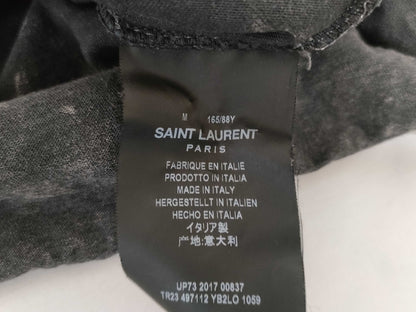 M 165/88Y
SAINT LAURENT
PARIS
FABRIQUE EN ITALIE
PRODOTTO IN ITALIA
MADE IN ITALY
HERGESTELLT IN ITALIEN
HECHO EN ITALIA
イタリア製
产地:意大利
UP73 2017 00837
TR23 497112 YB2LO 1059